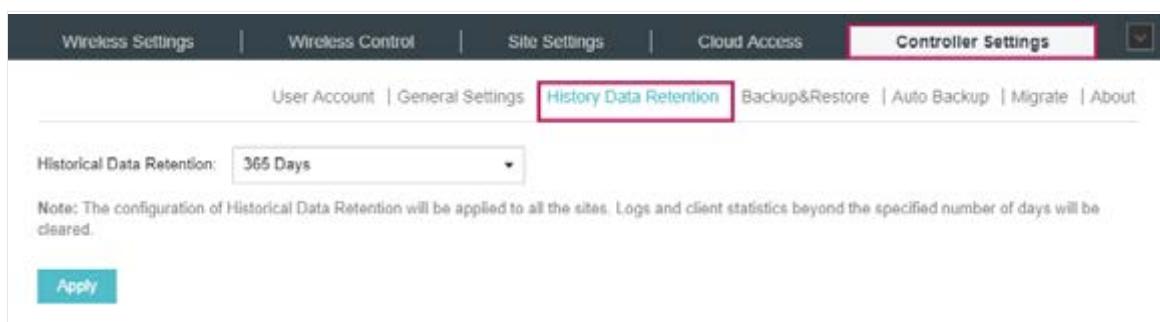 Wireless Settings | Wireless Control | Site Settings | Cloud Access Controller Settings
User Account | General Settings History Data Retention Backup&Restore | Auto Backup | Migrate | About
Historical Data Retention: 365 Days
Note: The configuration of Historical Data Retention will be applied to all the sites. Logs and client statistics beyond the specified number of days will be
cleared.
Apply